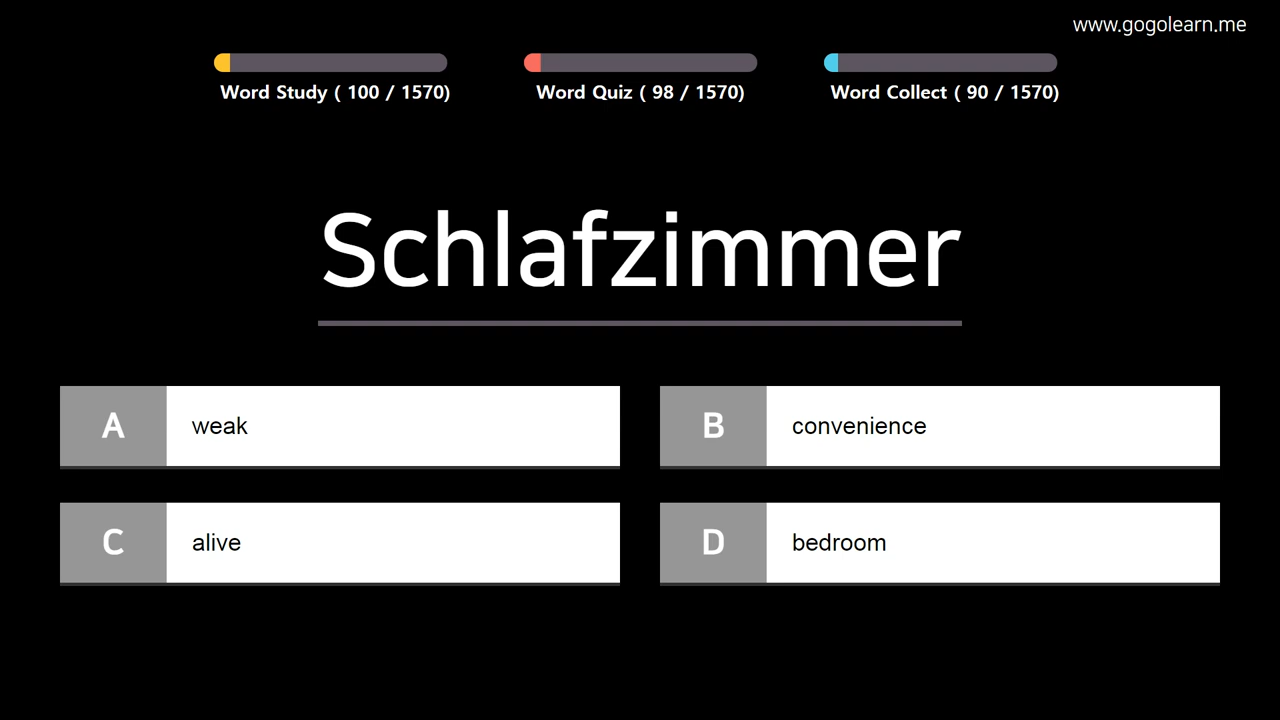 www.gogolearn.me
Word Study ( 100 / 1570)
Word Quiz ( 98 / 1570)
Word Collect ( 90 / 1570)
Schlafzimmer
A weak
B convenience
C alive
D bedroom